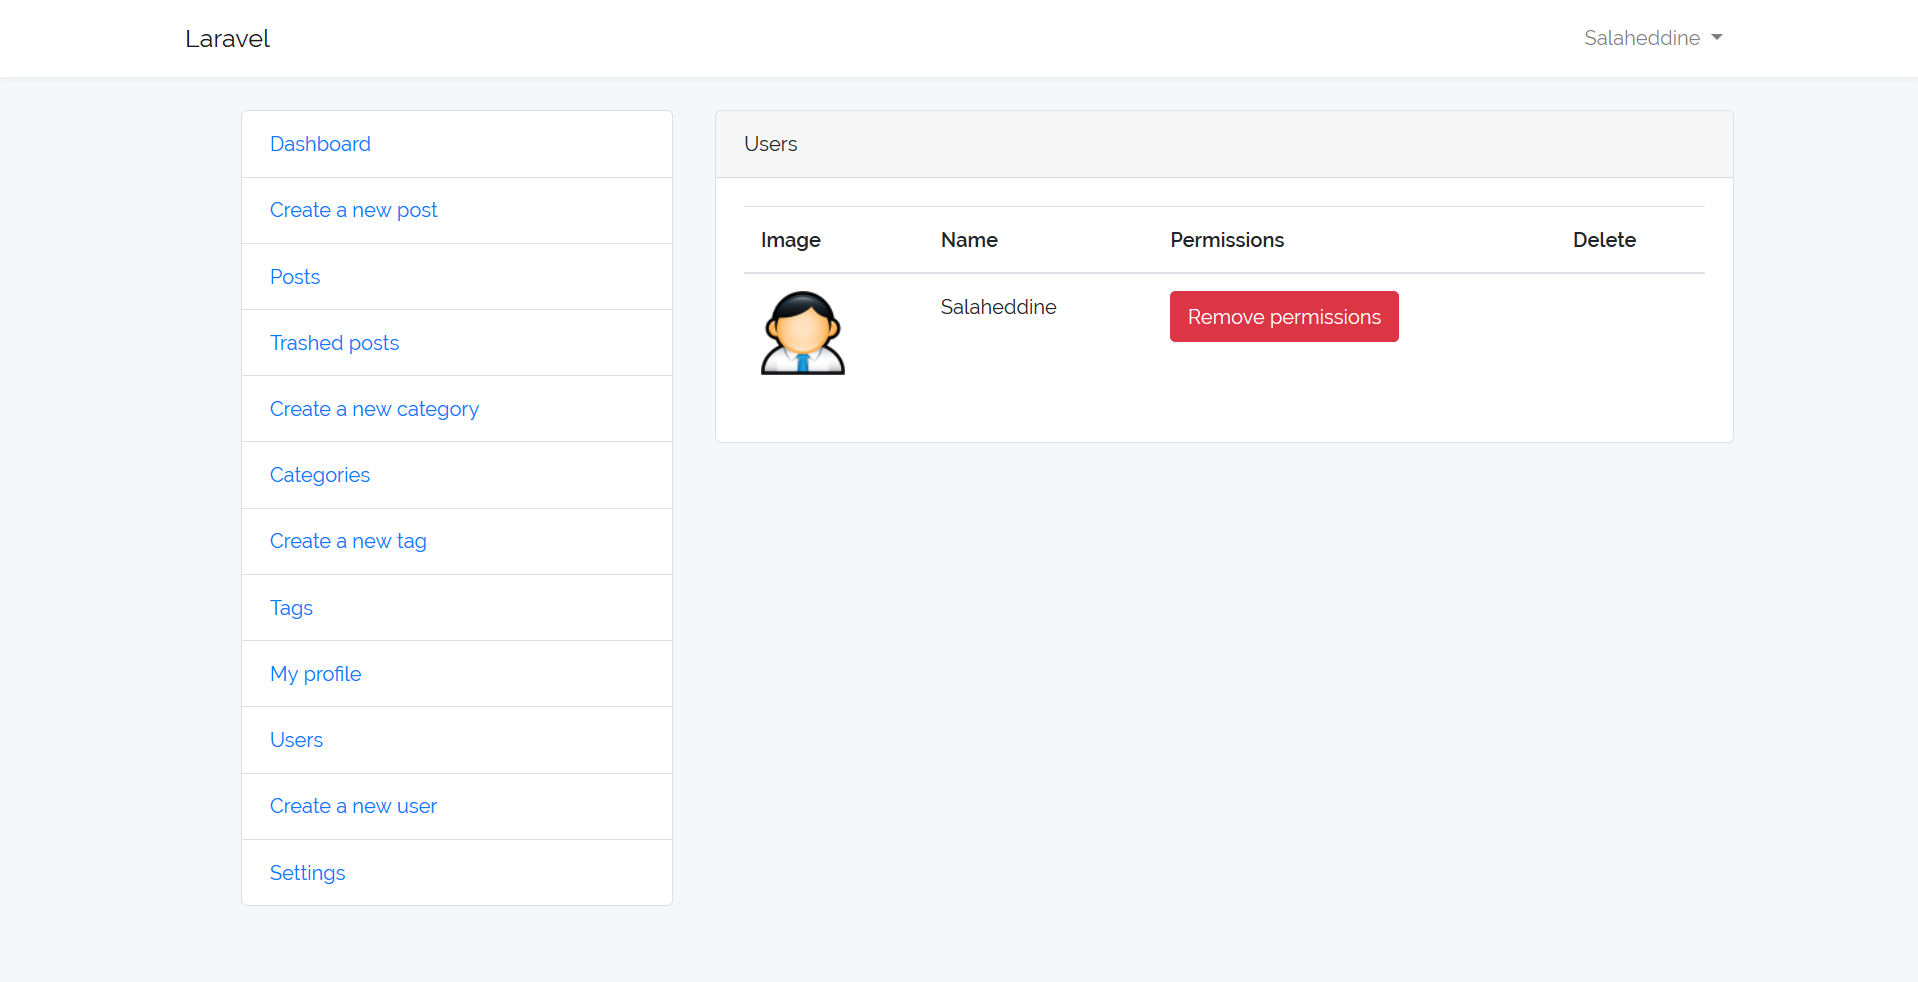 Laravel
Salaheddine
Dashboard
Create a new post
Posts
Trashed posts
Create a new category
Categories
Create a new tag
Tags
My profile
Users
Create a new user
Settings
Users
Image Name Permissions Delete
Salaheddine Remove permissions